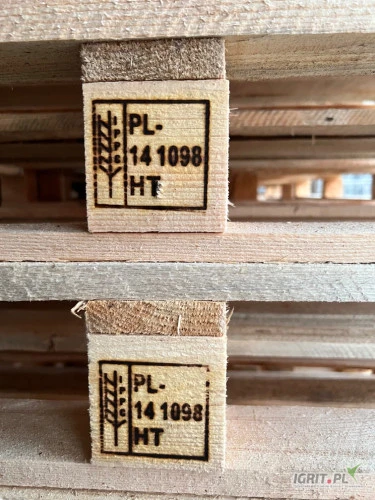 IPPC
PL-
14 1098
HT
IPPC
PL-
14 1098
HT
IGRIT.PL